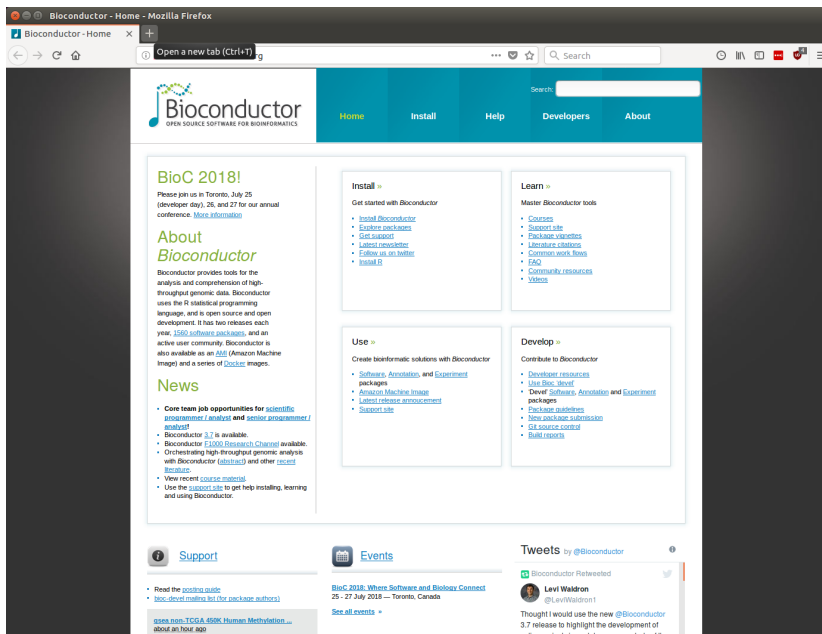 Bioconductor - Home - Mozilla Firefox
Bioconductor - Home
Open a new tab (Ctrl+T)
rg
Search
Bioconductor
OPEN SOURCE SOFTWARE FOR BIOINFORMATICS
Search:
Home Install Help Developers About
BioC 2018!
Please join us in Toronto, July 25
(developer day), 26, and 27 for our annual
conference. More information
About
Bioconductor
Bioconductor provides tools for the
analysis and comprehension of high-
throughput genomic data. Bioconductor
uses the R statistical programming
language, and is open source and open
development. It has two releases each
year, 1560 software packages, and an
active user community. Bioconductor is
also available as an AMI (Amazon Machine
Image) and a series of Docker images.
News
• Core team job opportunities for scientific
programmer / analyst and senior programmer /
analyst!
• Bioconductor 3.7 is available.
• Bioconductor F1000 Research Channel available.
• Orchestrating high-throughput genomic analysis
with Bioconductor (abstract) and other recent
literature.
• View recent course material.
• Use the support site to get help installing, learning
and using Bioconductor.
Install »
Get started with Bioconductor
• Install Bioconductor
• Explore packages
• Get support
• Latest newsletter
• Follow us on twitter
• Install R
Learn »
Master Bioconductor tools
• Courses
• Support site
• Package vignettes
• Literature citations
• Common work flows
• FAQ
• Community resources
• Videos
Use »
Create bioinformatic solutions with Bioconductor
• Software, Annotation, and Experiment
packages
• Amazon Machine Image
• Latest release annoucement
• Support site
Develop »
Contribute to Bioconductor
• Developer resources
• Use Bioc 'devel'
• 'Devel' Software, Annotation and Experiment
packages
• Package guidelines
• New package submission
• Git source control
• Build reports
Support
• Read the posting guide
• bioc-devel mailing list (for package authors)
qsea non-TCGA 450K Human Methylation ...
about an hour ago
Events
BioC 2018: Where Software and Biology Connect
25 - 27 July 2018 — Toronto, Canada
See all events »
Tweets by @Bioconductor
Bioconductor Retweeted
Levi Waldron
@LeviWaldron1
Thought I would use the new @Bioconductor
3.7 release to highlight the development of